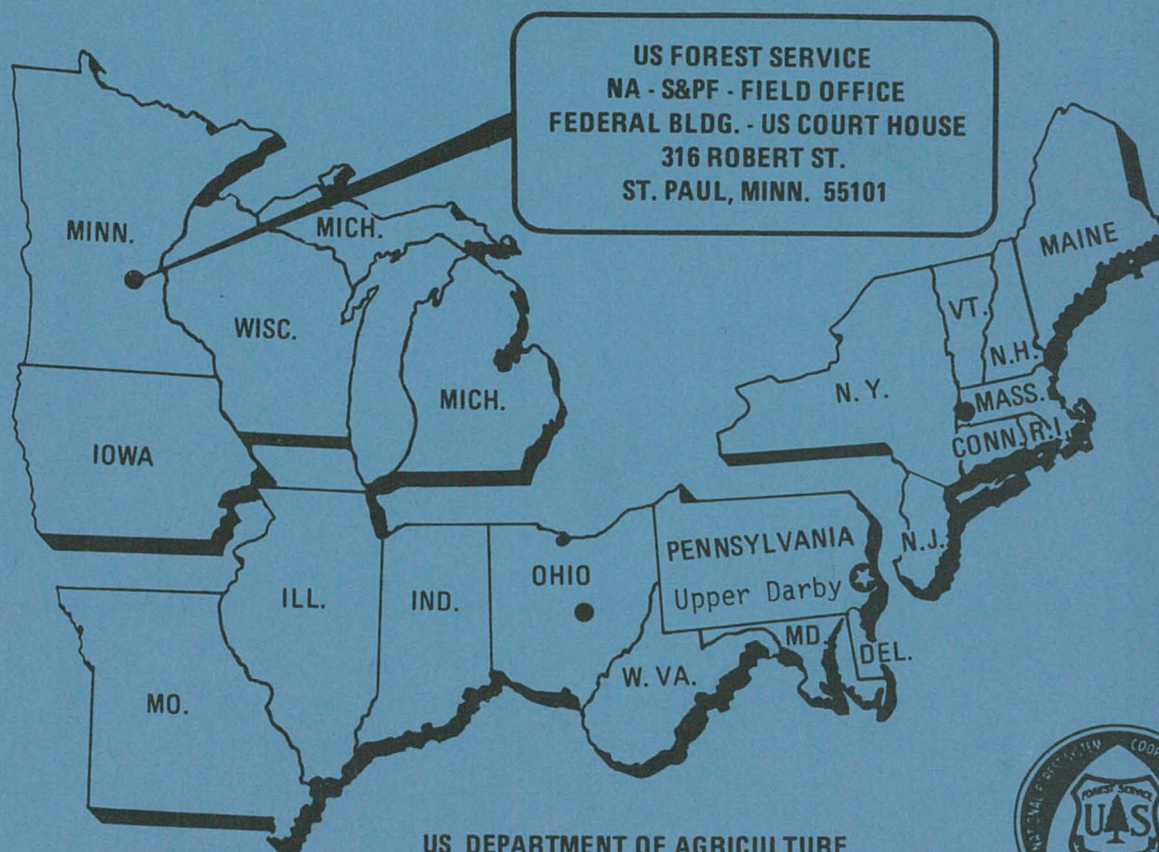 US FOREST SERVICE
NA - S&PF - FIELD OFFICE
FEDERAL BLDG. - US COURT HOUSE
316 ROBERT ST.
ST. PAUL, MINN. 55101
MINN.
MICH.
WISC.
MICH.
IOWA
MAINE
VT.
N.H.
N.Y.
MASS.
CONN.
R.I.
PENNSYLVANIA
Upper Darby
N.J.
OHIO
ILL.
IND.
MD.
DEL.
W. VA.
MO.
US DEPARTMENT OF AGRICULTURE
FOREST SERVICE
US